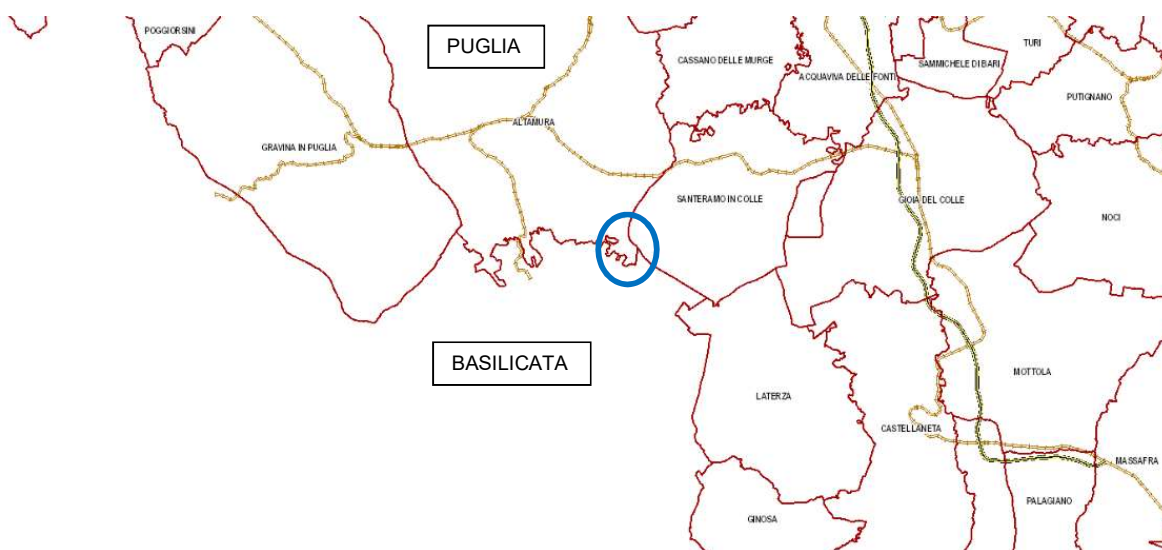 POGGIORSINI
PUGLIA
TURI
CASSANO DELLE MURGE
SAMMICHELE DI BARI
ACQUAVIVA DELLE FONTI
PUTIGNANO
ALTAMURA
GRAVINA IN PUGLIA
SANTERAMO IN COLLE
GIOIA DEL COLLE
NOCI
BASILICATA
MOTTOLA
LATERZA
CASTELLANETA
MASSAFRA
PALAGIANO
GINOSA